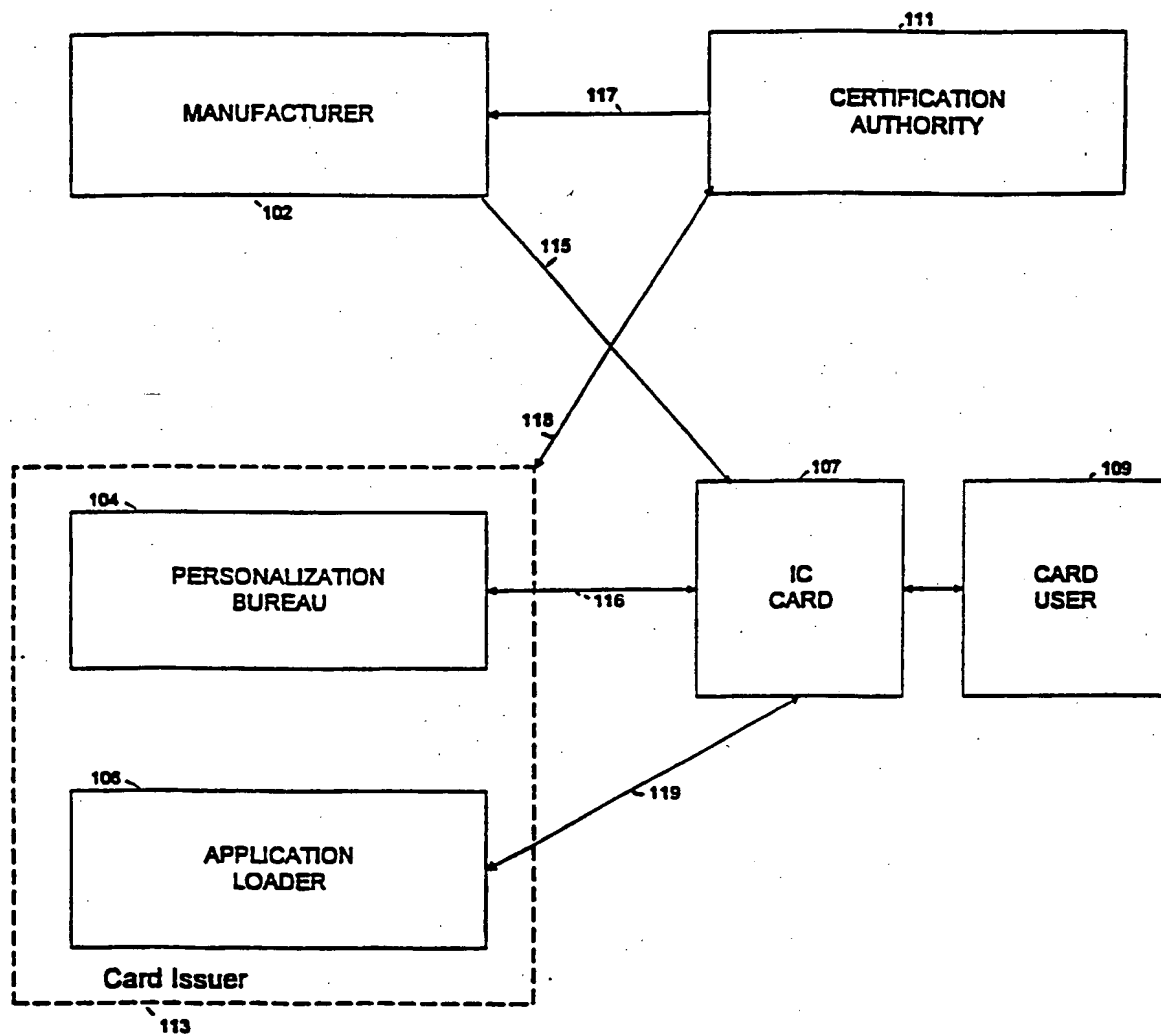 111
MANUFACTURER
117
CERTIFICATION
AUTHORITY
102
115
118
107
109
104
PERSONALIZATION
BUREAU
116
IC
CARD
CARD
USER
105
119
APPLICATION
LOADER
Card Issuer
113